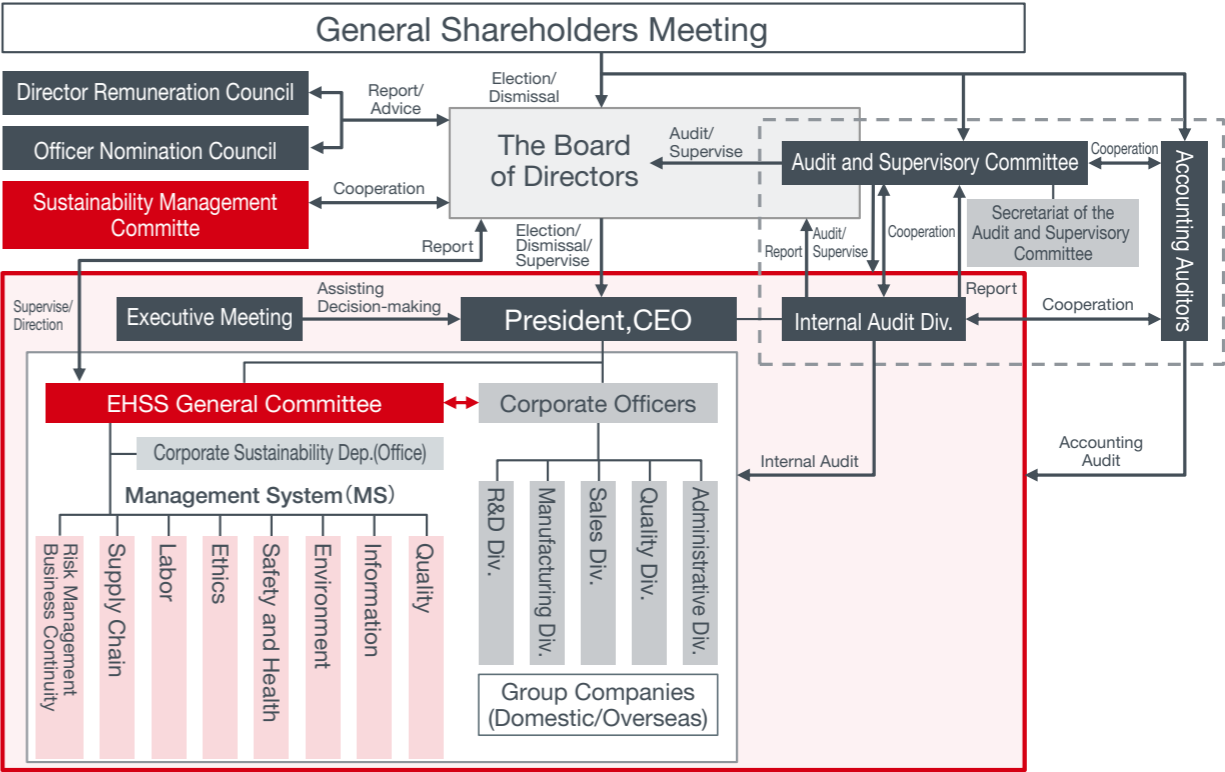 General Shareholders Meeting
Director Remuneration Council
Officer Nomination Council
Sustainability Management
Committe
Report/
Advice
Cooperation
Election/
Dismissal
The Board
of Directors
Audit/
Supervise
Audit and Supervisory Committee
Cooperation
Accounting Auditors
Secretariat of the
Audit and Supervisory
Committee
Report
Election/
Dismissal/
Supervise
Report
Audit/
Supervise
Cooperation
Report
Supervise/
Direction
Executive Meeting
Assisting
Decision-making
President,CEO
Internal Audit Div.
Cooperation
EHSS General Committee
Corporate Officers
Corporate Sustainability Dep.(Office)
Internal Audit
Accounting
Audit
Management System(MS)
Risk Management
Business Continuity
Supply Chain
Labor
Ethics
Safety and Health
Environment
Information
Quality
R&D Div.
Manufacturing Div.
Sales Div.
Quality Div.
Administrative Div.
Group Companies
(Domestic/Overseas)